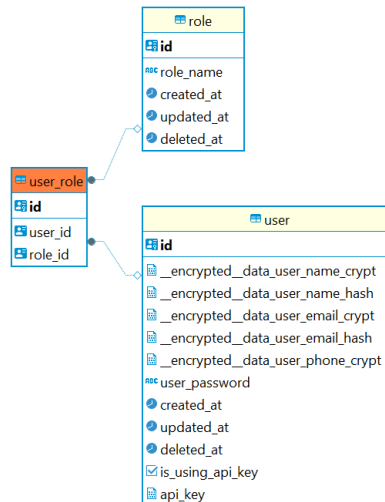 role
id
role_name
created_at
updated_at
deleted_at
user_role
id
user_id
role_id
user
id
__encrypted__data_user_name_crypt
__encrypted__data_user_name_hash
__encrypted__data_user_email_crypt
__encrypted__data_user_email_hash
__encrypted__data_user_phone_crypt
user_password
created_at
updated_at
deleted_at
is_using_api_key
api_key